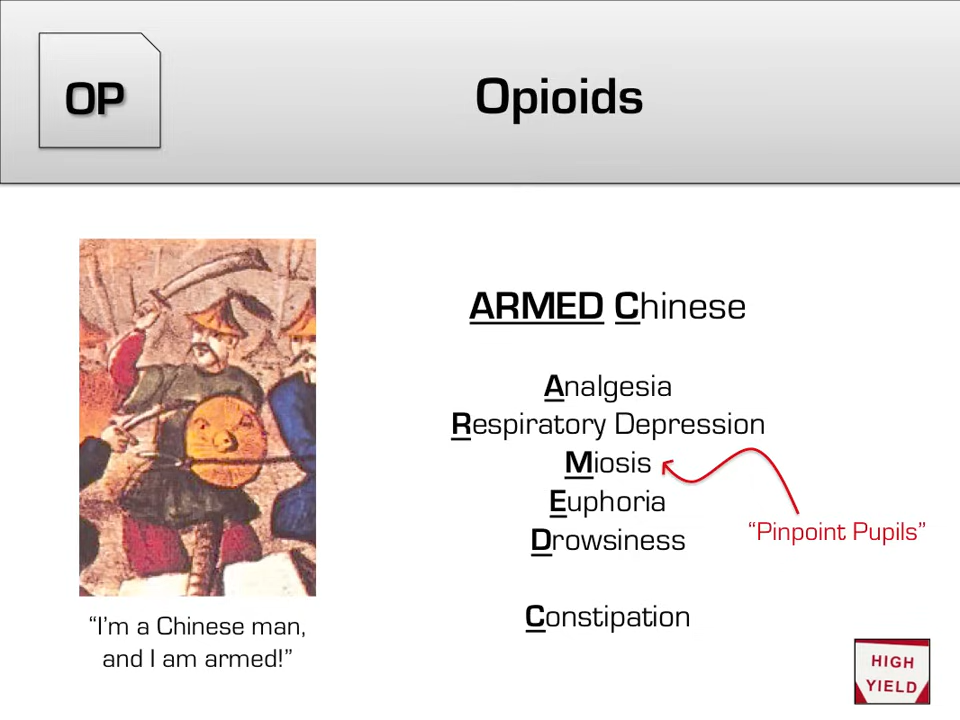 OP
Opioids
ARMED Chinese
Analgesia
Respiratory Depression
Miosis
Euphoria
Drowsiness
"Pinpoint Pupils"
Constipation
"I'm a Chinese man,
and I am armed!"
HIGH
YIELD